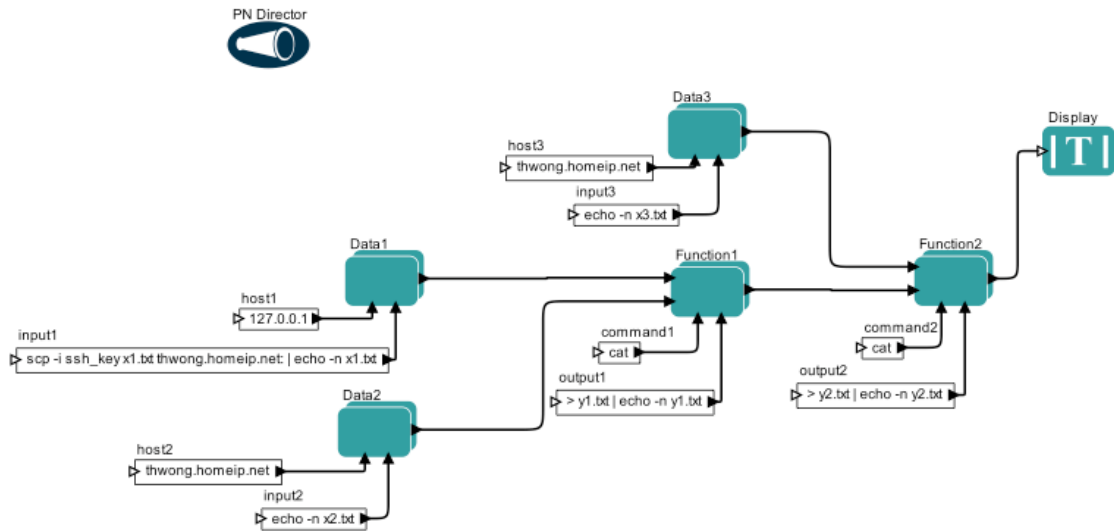 PN Director
Data3
Display
host3
thwong.homeip.net
T
input3
echo -n x3.txt
Data1
Function1
Function2
host1
127.0.0.1
input1
scp -i ssh_key x1.txt thwong.homeip.net: | echo -n x1.txt
command1
cat
command2
cat
output1
> y1.txt | echo -n y1.txt
output2
> y2.txt | echo -n y2.txt
Data2
host2
thwong.homeip.net
input2
echo -n x2.txt